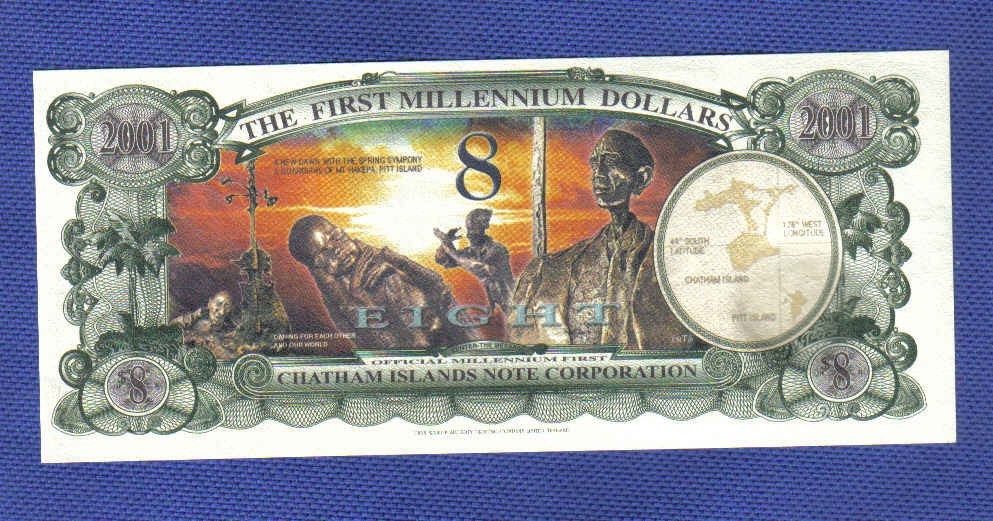 THE FIRST MILLENNIUM DOLLARS
2001
2001
8
A NEW DAWN WITH THE SPRING SYMPONY
& GUARDIANS OF MT HAKEPA, PITT ISLAND
176° WEST
LONGITUDE
44° SOUTH
LATITUDE
CHATHAM ISLAND
PITT ISLAND
EIGHT
CARING FOR EACH OTHER
AND OUR WORLD
OFFICIAL MILLENNIUM FIRST
CHATHAM ISLANDS NOTE CORPORATION
$8
$8